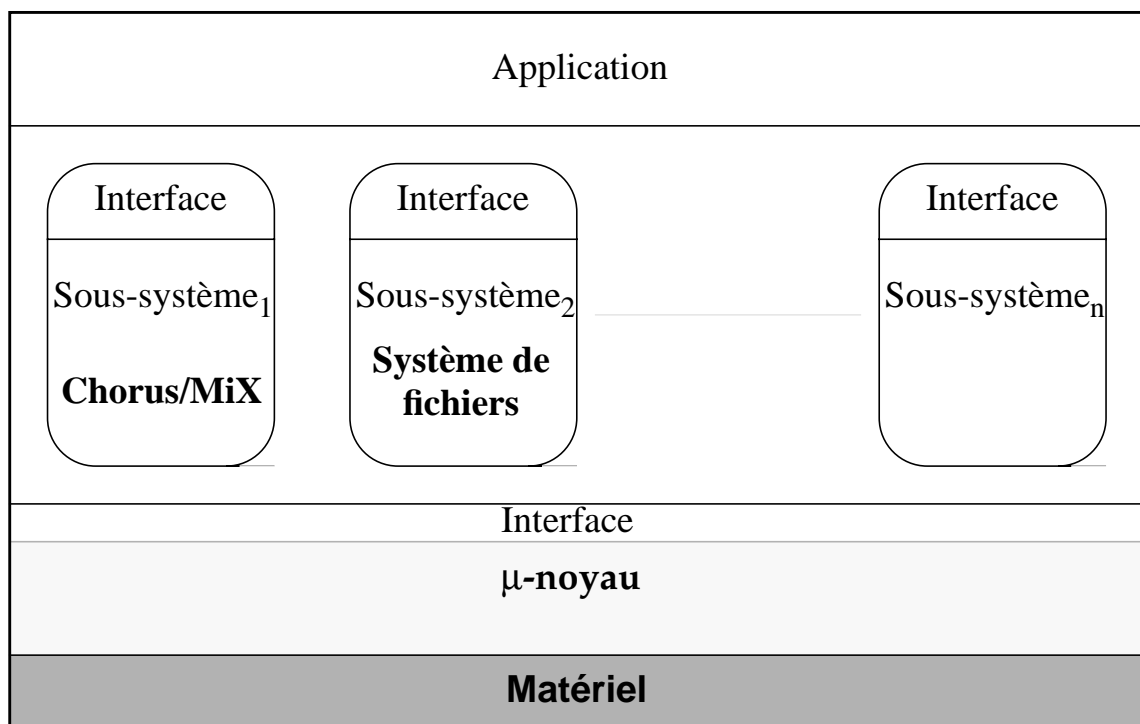 Application
Interface
Interface
Interface
Sous-système1
Sous-système2
Sous-systèmen
Chorus/MiX
Système de
fichiers
Interface
μ-noyau
Matériel